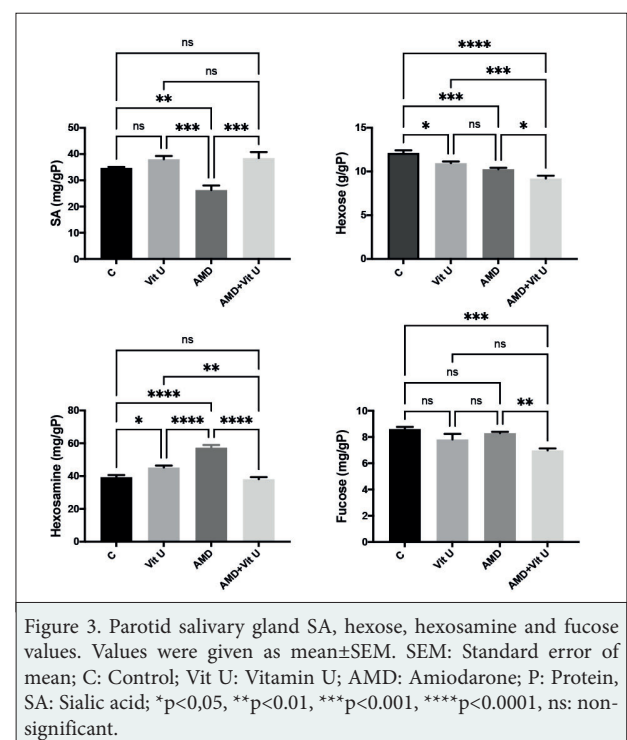 ns
ns
**
ns *** ***
50
40
30
20
10
0
SA (mg/gP)
C
Vit U
AMD
AMD+Vit U
****
***
***
* ns *
15
10
5
0
Hexose (g/gP)
C
Vit U
AMD
AMD+Vit U
ns
**
****
* **** ****
80
60
40
20
0
Hexosamine (mg/gP)
C
Vit U
AMD
AMD+Vit U
***
ns
ns
ns ns **
10
8
6
4
2
0
Fucose (mg/gP)
C
Vit U
AMD
AMD+Vit U
Figure 3. Parotid salivary gland SA, hexose, hexosamine and fucose
values. Values were given as mean±SEM. SEM: Standard error of
mean; C: Control; Vit U: Vitamin U; AMD: Amiodarone; P: Protein,
SA: Sialic acid; *p<0,05, **p<0.01, ***p<0.001, ****p<0.0001, ns: non-
significant.